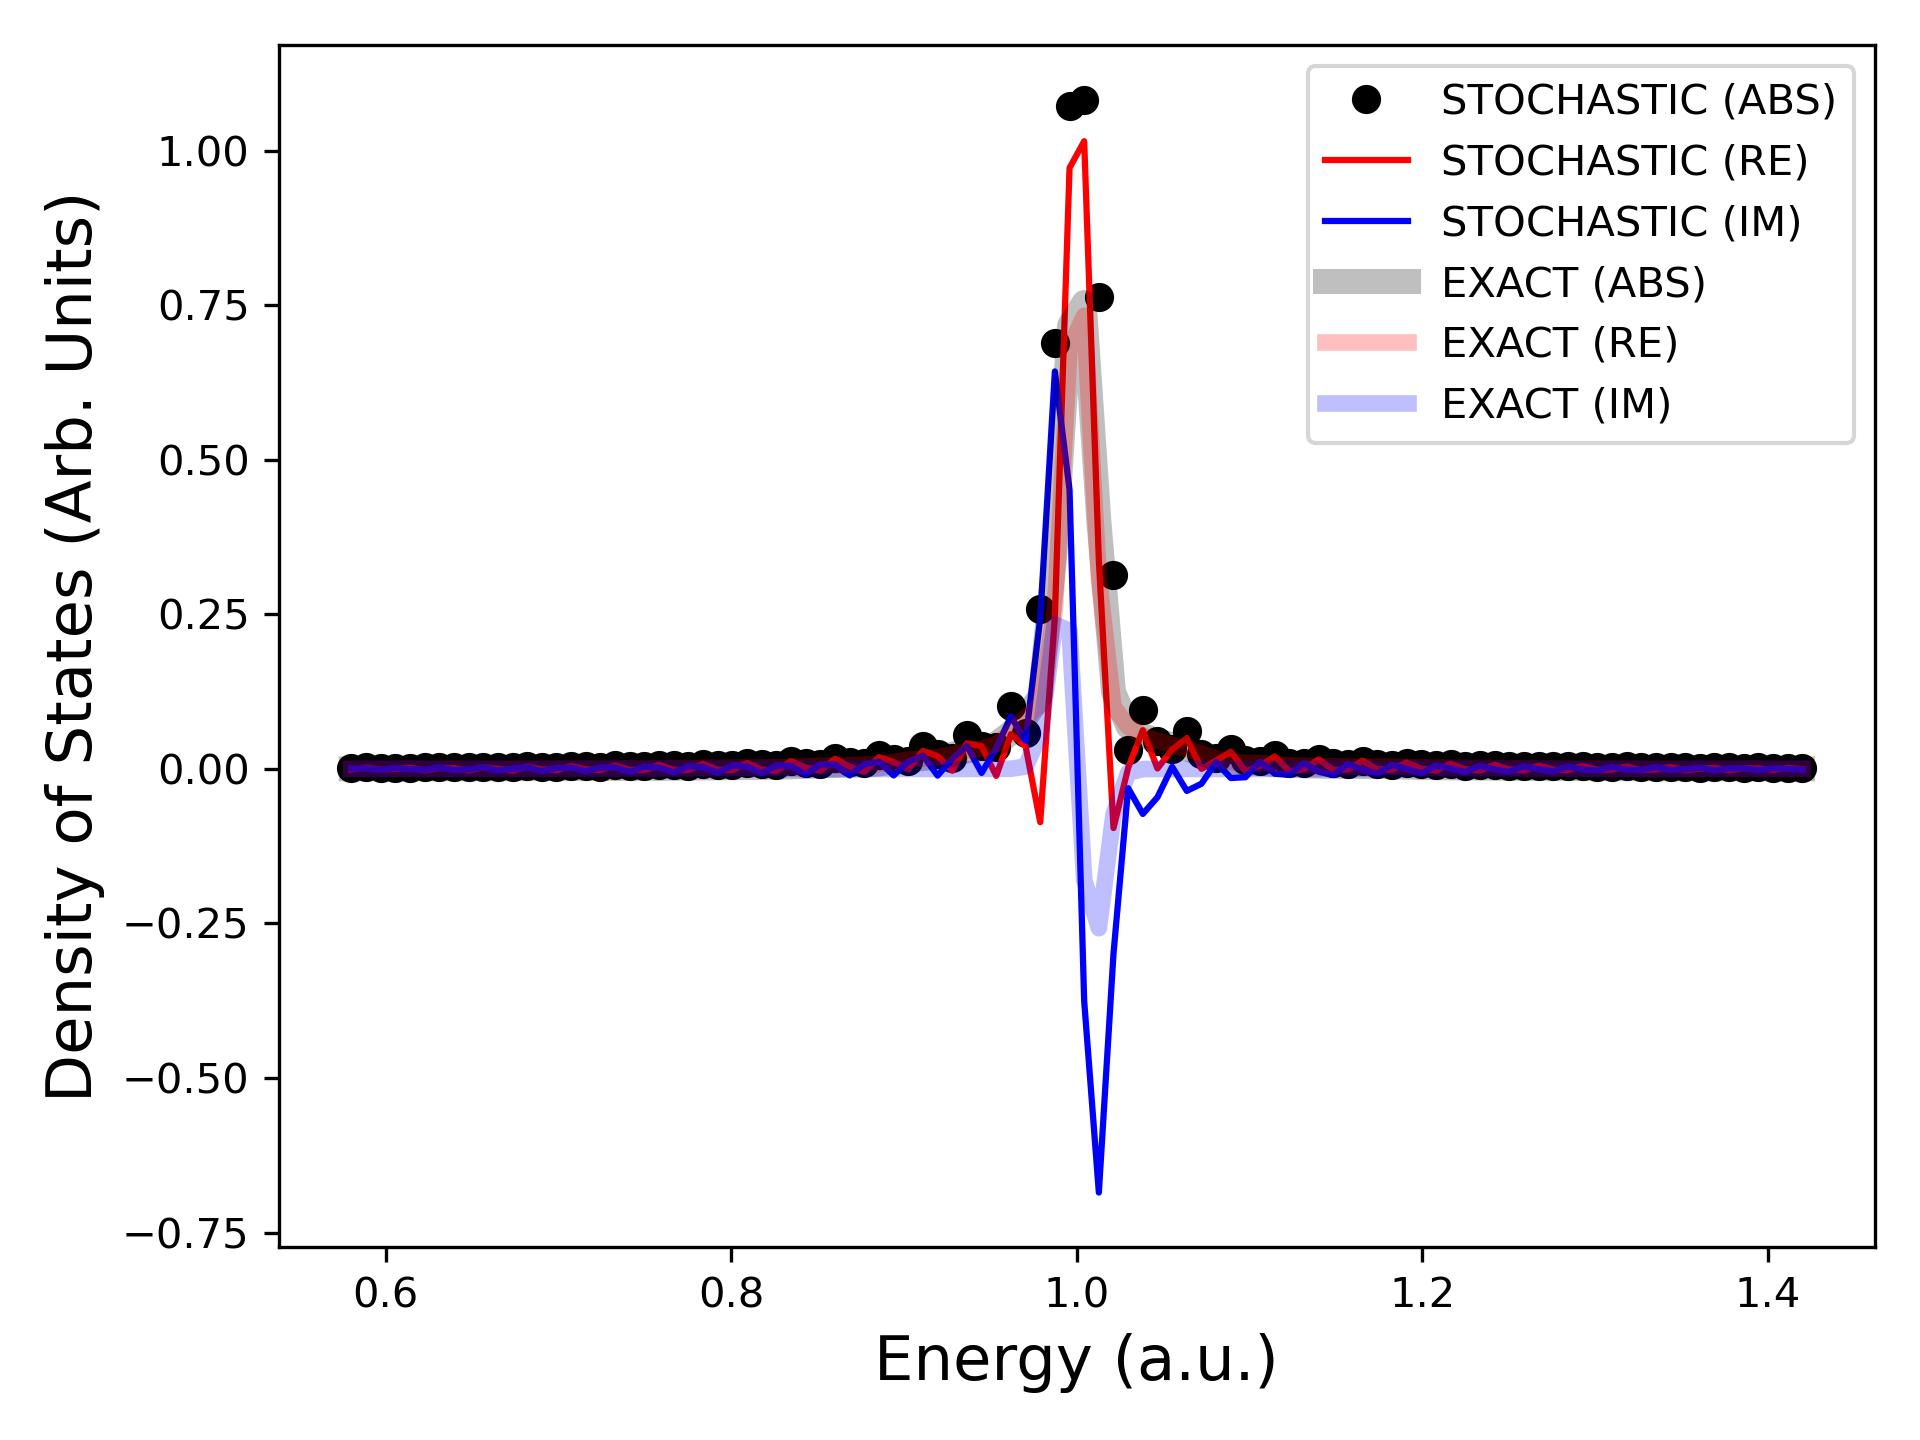 Density of States (Arb. Units)
1.00
0.75
0.50
0.25
0.00
−0.25
−0.50
−0.75
STOCHASTIC (ABS)
STOCHASTIC (RE)
STOCHASTIC (IM)
EXACT (ABS)
EXACT (RE)
EXACT (IM)
0.6 0.8 1.0 1.2 1.4
Energy (a.u.)